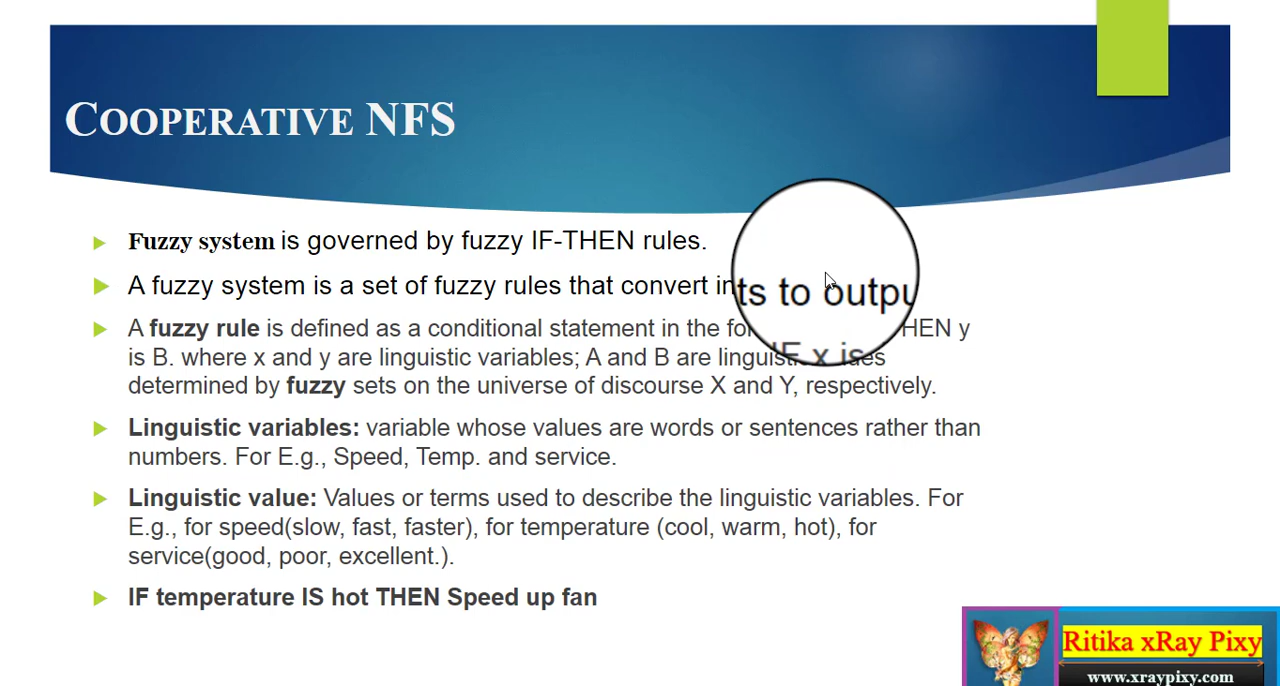 COOPERATIVE NFS
Fuzzy system is governed by fuzzy IF-THEN rules.
A fuzzy system is a set of fuzzy rules that convert in ts to outpu
A fuzzy rule is defined as a conditional statement in the fo IF x is HEN y
is B. where x and y are linguistic variables; A and B are linguis es
determined by fuzzy sets on the universe of discourse X and Y, respectively.
Linguistic variables: variable whose values are words or sentences rather than
numbers. For E.g., Speed, Temp. and service.
Linguistic value: Values or terms used to describe the linguistic variables. For
E.g., for speed(slow, fast, faster), for temperature (cool, warm, hot), for
service(good, poor, excellent.).
IF temperature IS hot THEN Speed up fan
Ritika xRay Pixy
www.xraypixy.com